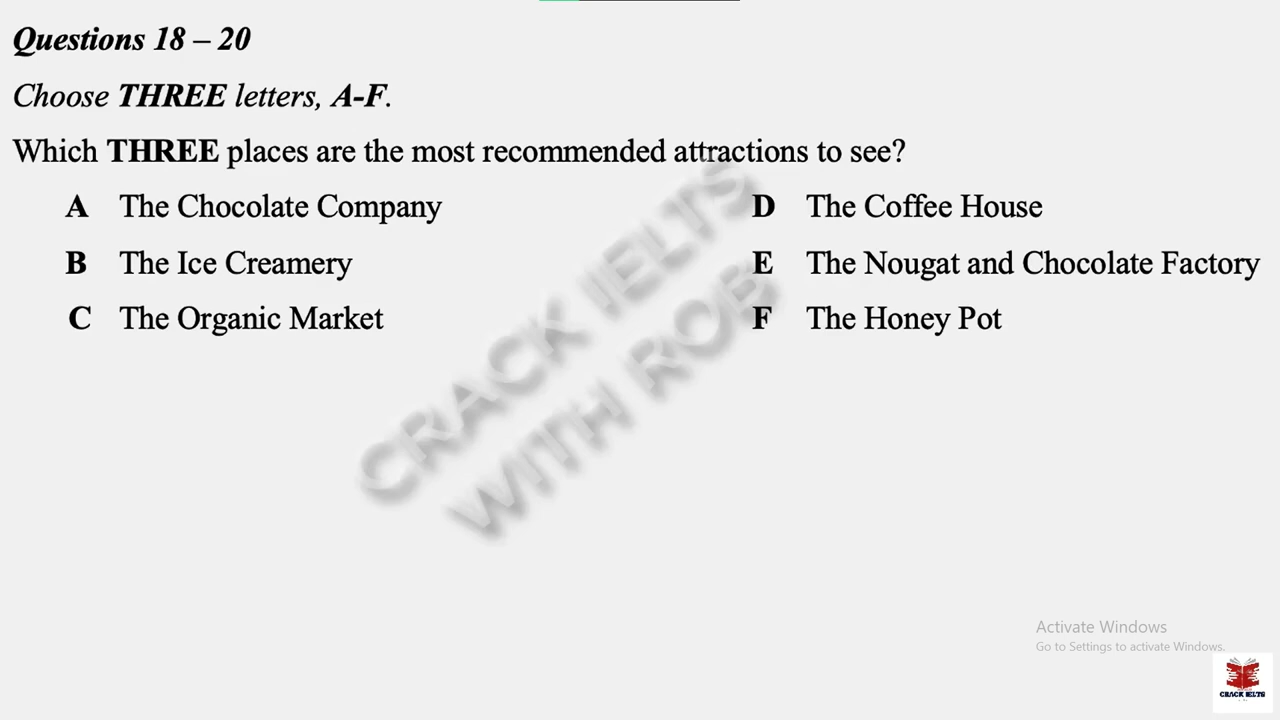 Questions 18 – 20
Choose THREE letters, A-F.
Which THREE places are the most recommended attractions to see?
A The Chocolate Company
B The Ice Creamery
C The Organic Market
D The Coffee House
E The Nougat and Chocolate Factory
F The Honey Pot
CRACK IELTS
WITH ROB
Activate Windows
Go to Settings to activate Windows.
CRACK IELTS